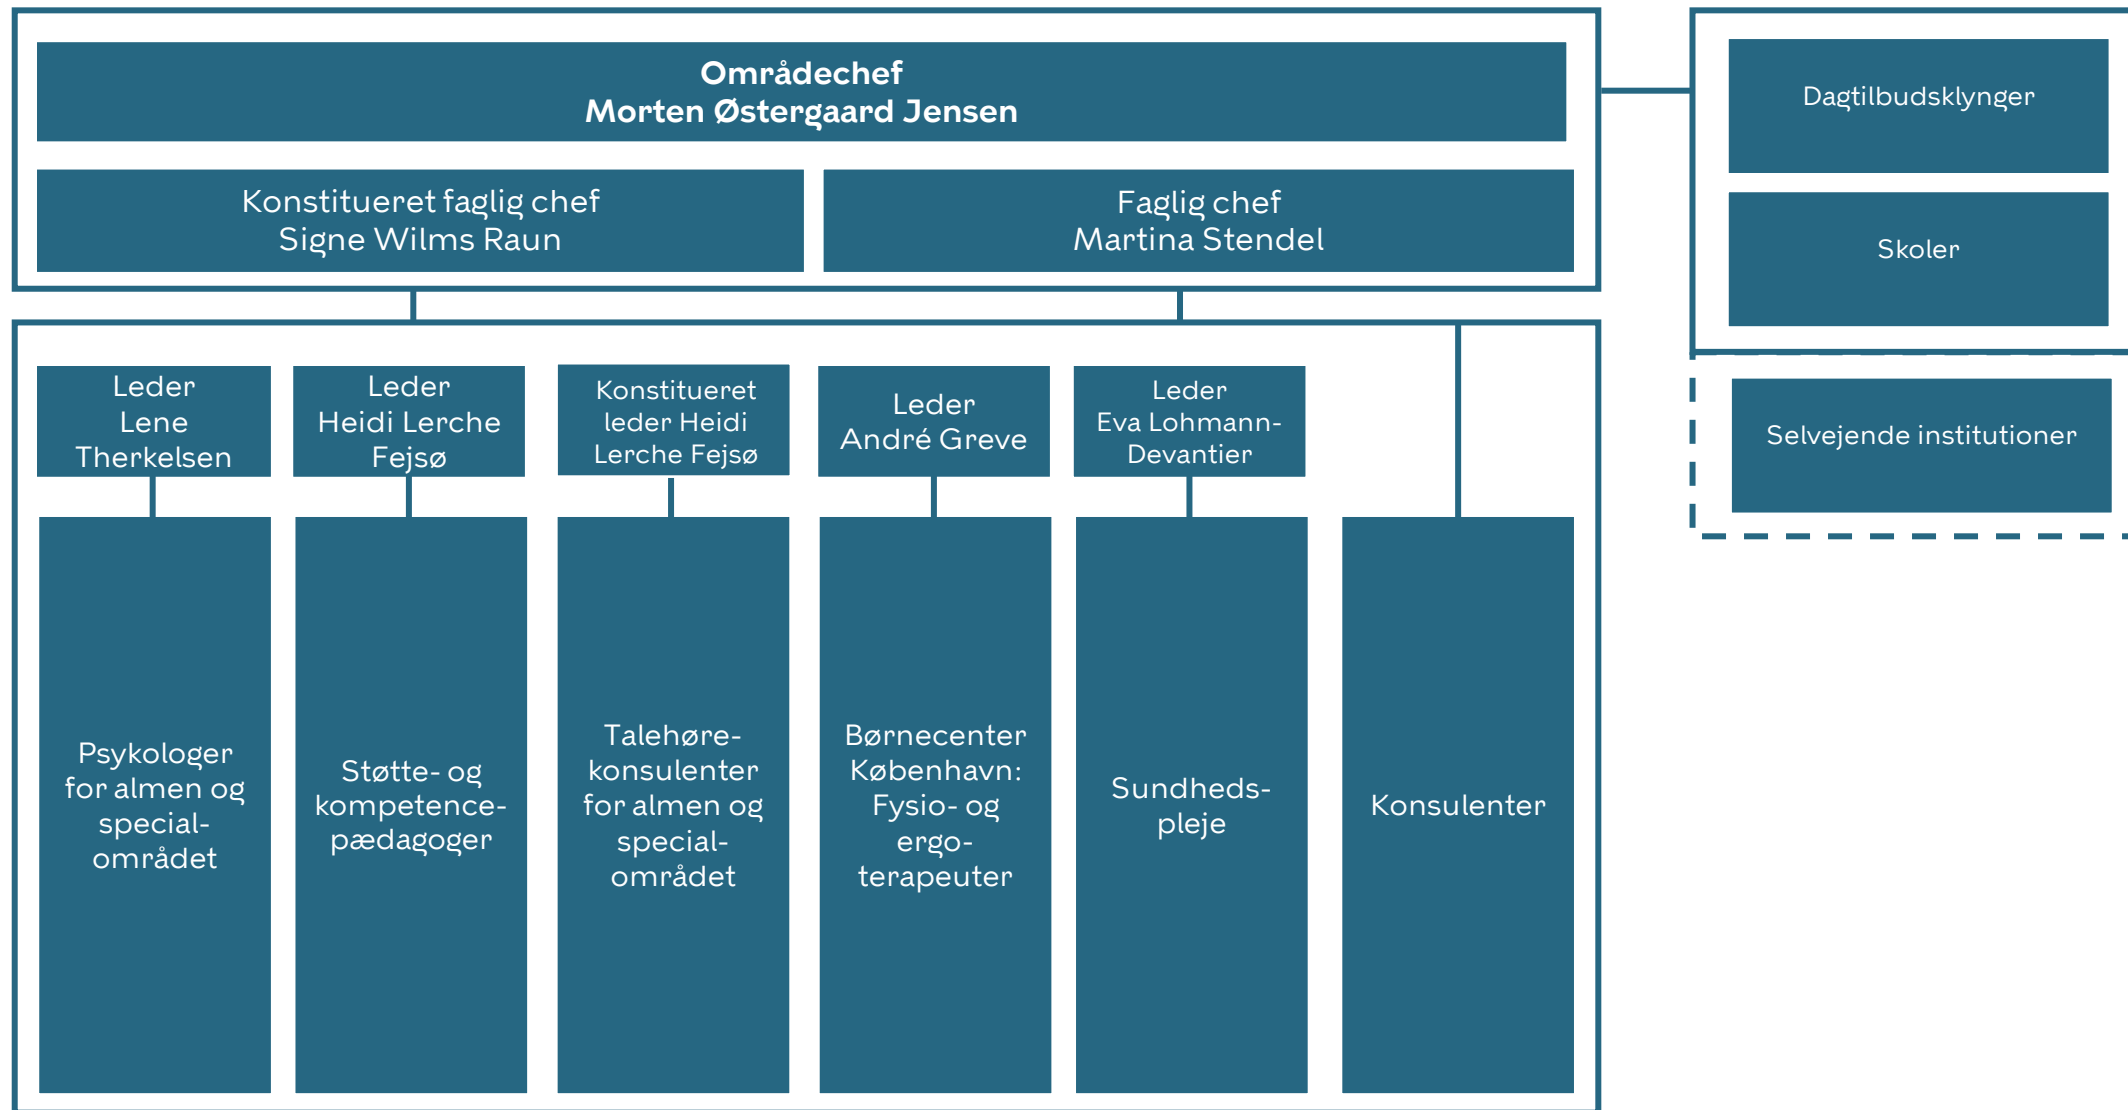 Områdechef
Morten Østergaard Jensen
Konstitueret faglig chef
Signe Wilms Raun
Faglig chef
Martina Stendel
Dagtilbudsklynger
Skoler
Selvejende institutioner
Leder
Lene
Therkelsen
Leder
Heidi Lerche
Fejsø
Konstitueret
leder Heidi
Lerche Fejsø
Leder
André Greve
Leder
Eva Lohmann-
Devantier
Psykologer
for almen og
special-
området
Støtte- og
kompetence-
pædagoger
Talehøre-
konsulenter
for almen og
special-
området
Børnecenter
København:
Fysio- og
ergo-
terapeuter
Sundheds-
pleje
Konsulenter